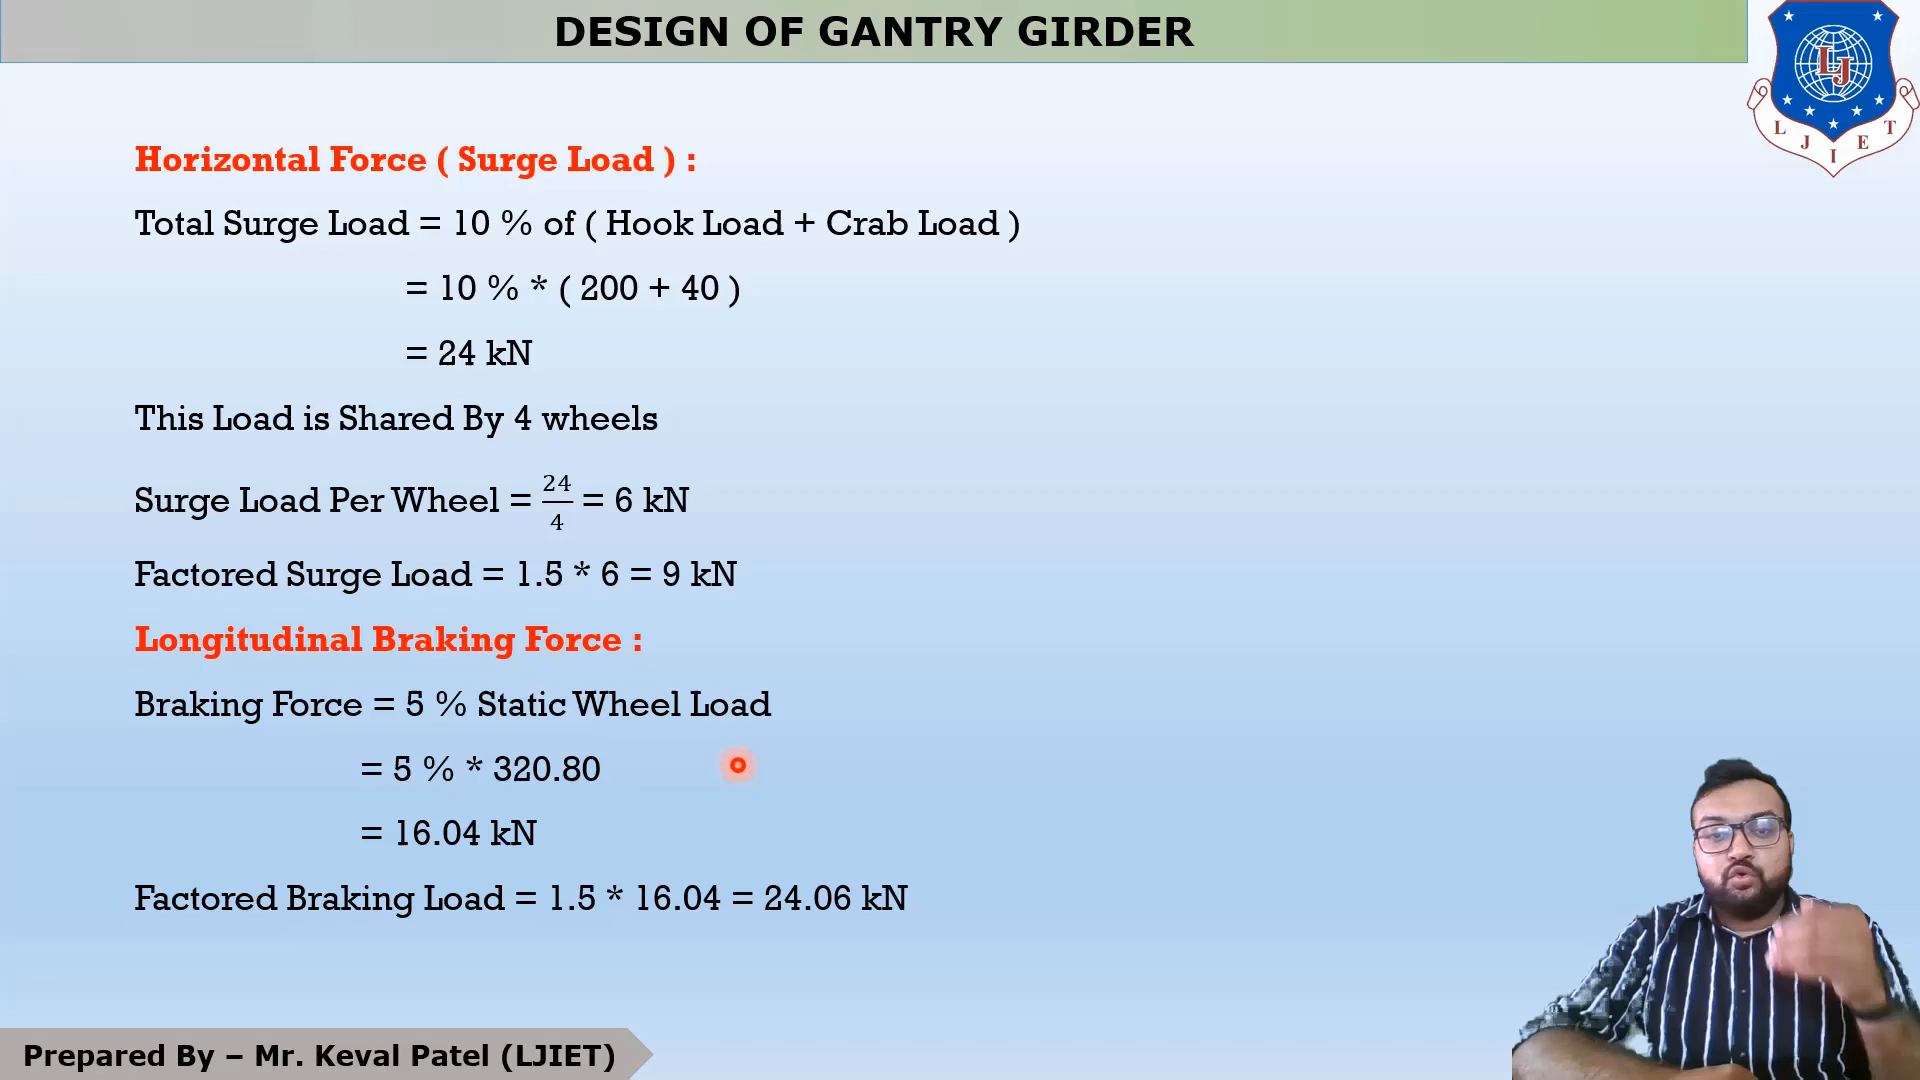 DESIGN OF GANTRY GIRDER
LJ
L J I E T
Horizontal Force ( Surge Load ) :
Total Surge Load = 10 % of ( Hook Load + Crab Load )
= 10 % * ( 200 + 40 )
= 24 kN
This Load is Shared By 4 wheels
Surge Load Per Wheel = 24/4 = 6 kN
Factored Surge Load = 1.5 * 6 = 9 kN
Longitudinal Braking Force :
Braking Force = 5 % Static Wheel Load
= 5 % * 320.80
= 16.04 kN
Factored Braking Load = 1.5 * 16.04 = 24.06 kN
Prepared By – Mr. Keval Patel (LJIET)